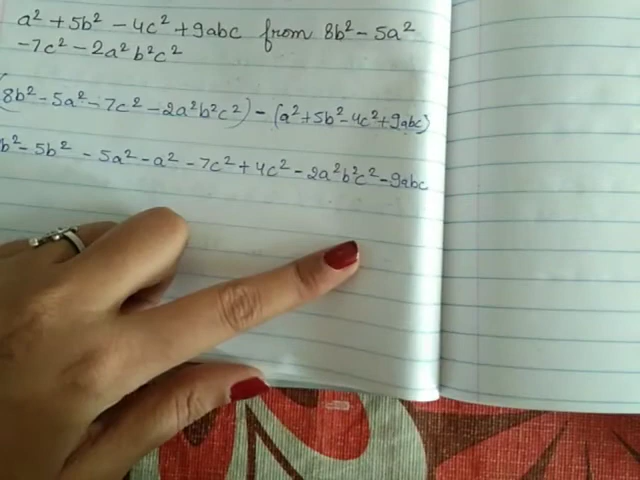 a² + 5b² - 4c² + 9abc from 8b² - 5a²
- 7c² - 2a²b²c²
(8b² - 5a² - 7c² - 2a²b²c²) - (a² + 5b² - 4c² + 9abc)
b² - 5b² - 5a² - a² - 7c² + 4c² - 2a²b²c² - 9abc